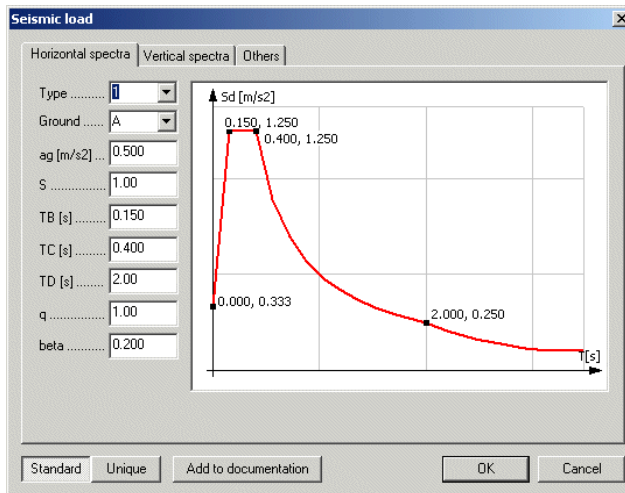 Seismic load
Horizontal spectra Vertical spectra Others
Type .......... 1
Ground ..... A
ag [m/s2] ... 0.500
S .............. 1.00
TB [s] ......... 0.150
TC [s] ......... 0.400
TD [s] ......... 2.00
q .............. 1.00
beta .......... 0.200
Sd [m/s2]
0.150, 1.250
0.400, 1.250
0.000, 0.333
2.000, 0.250
T[s]
Standard Unique Add to documentation OK Cancel